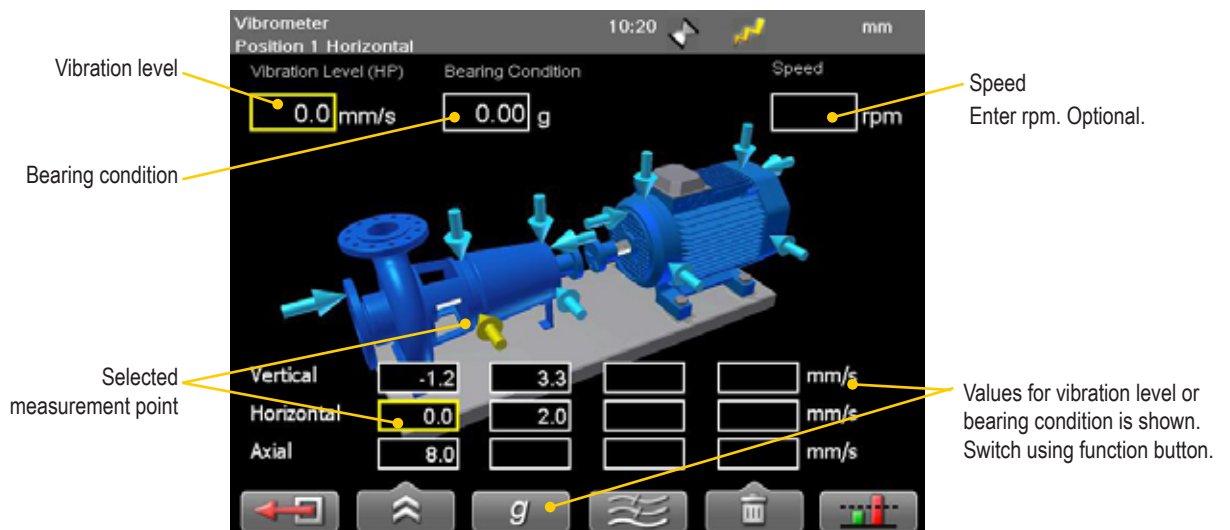 Vibrometer
10:20
mm
Position 1 Horizontal
Vibration level
Vibration Level (HP)
Bearing Condition
Speed
0.0 mm/s
0.00 g
rpm
Speed
Enter rpm. Optional.
Bearing condition
Selected
measurement point
Vertical -1.2 3.3 mm/s
Horizontal 0.0 2.0 mm/s
Axial 8.0 mm/s
Values for vibration level or
bearing condition is shown.
Switch using function button.
g